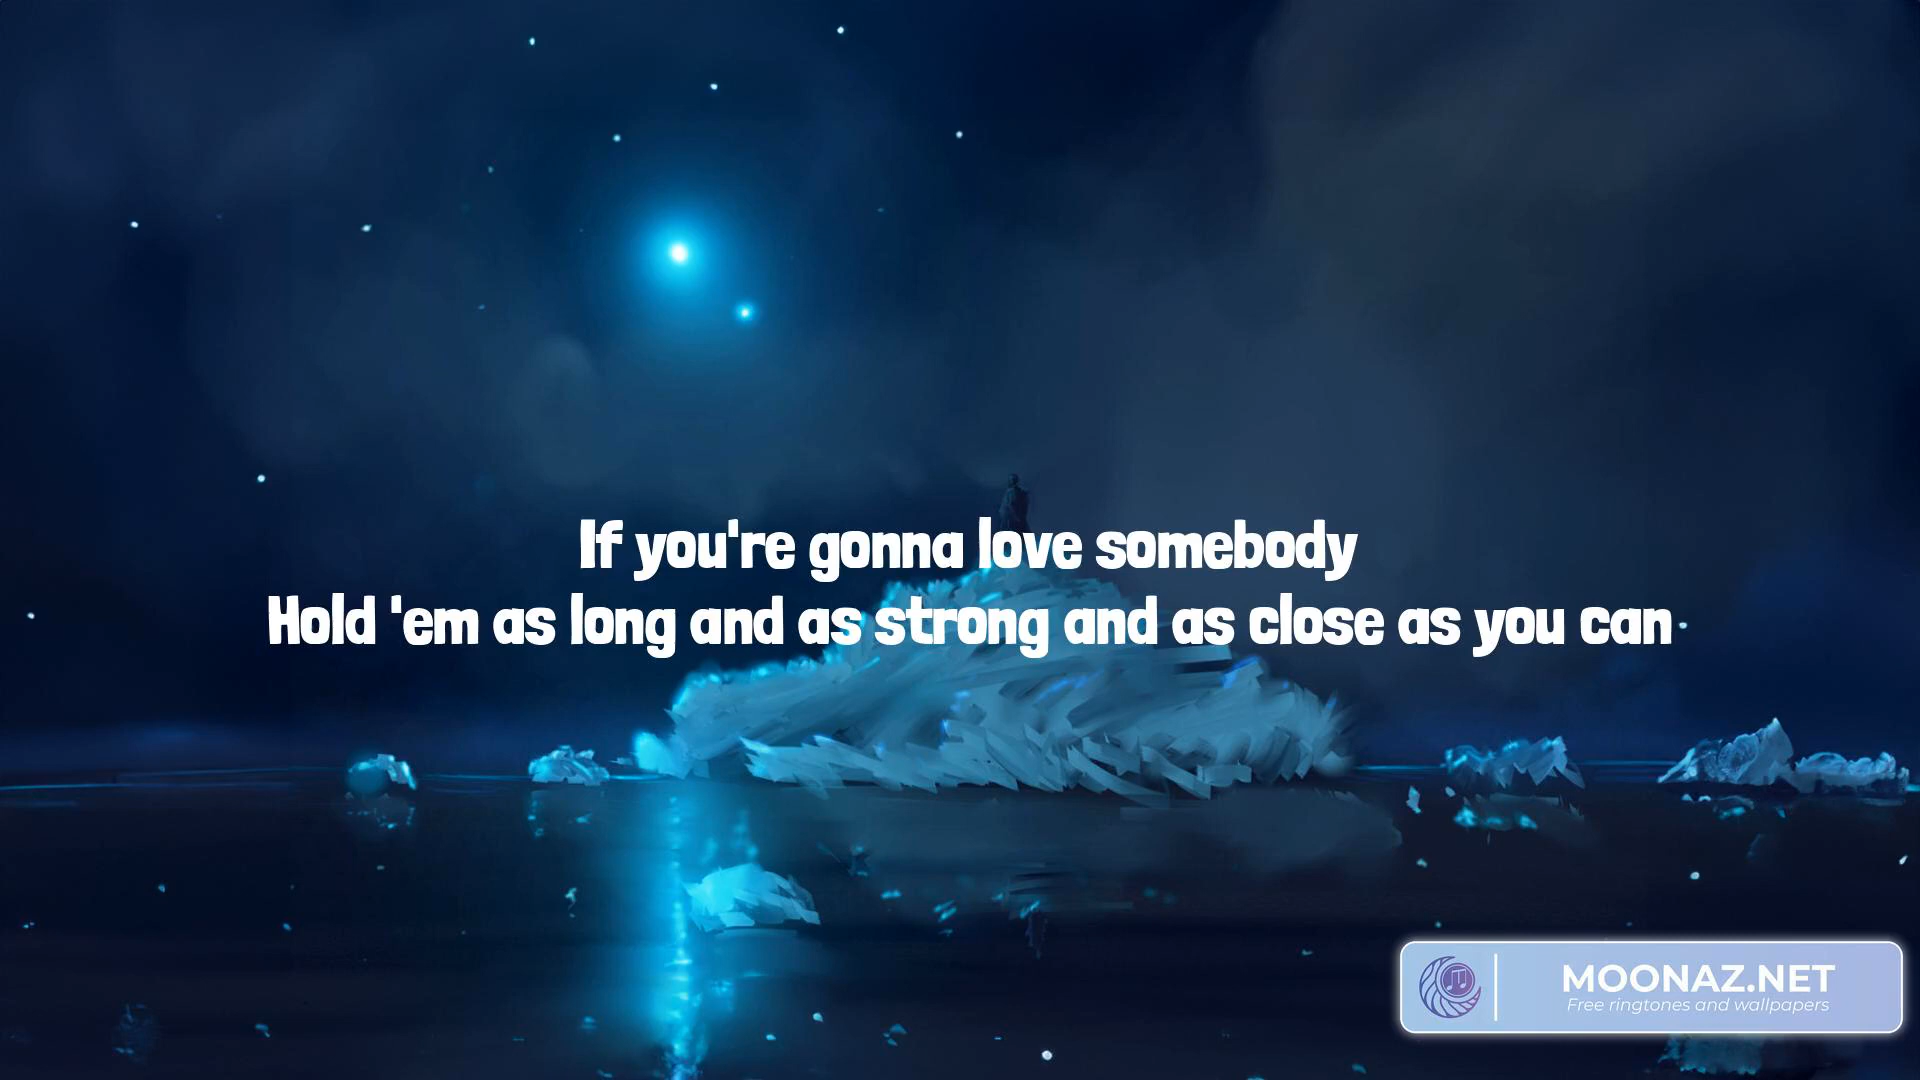 If you're gonna love somebody
Hold 'em as long and as strong and as close as you can
MOONAZ.NET
Free ringtones and wallpapers